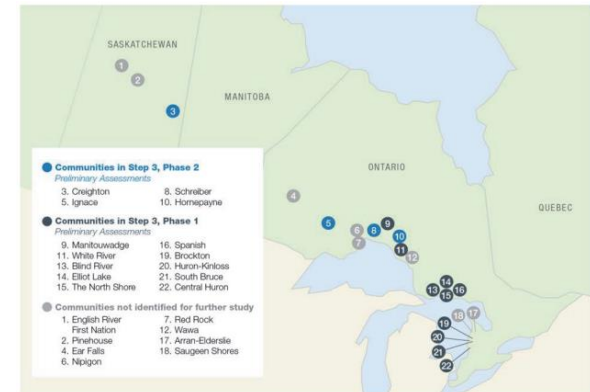 SASKATCHEWAN
1
2
MANITOBA
3
Communities in Step 3, Phase 2
Preliminary Assessments
3. Creighton
5. Ignace
8. Schreiber
10. Hornepayne
Communities in Step 3, Phase 1
Preliminary Assessments
9. Manitouwadge
11. White River
13. Blind River
14. Elliot Lake
15. The North Shore
16. Spanish
19. Brockton
20. Huron-Kinloss
21. South Bruce
22. Central Huron
Communities not identified for further study
1. English River
First Nation
2. Pinehouse
4. Ear Falls
6. Nipigon
7. Red Rock
12. Wawa
17. Arran-Elderslie
18. Saugeen Shores
ONTARIO
QUEBEC
4
5
6
7
8
9
10
11
12
13
14
15
16
17
18
19
20
21
22